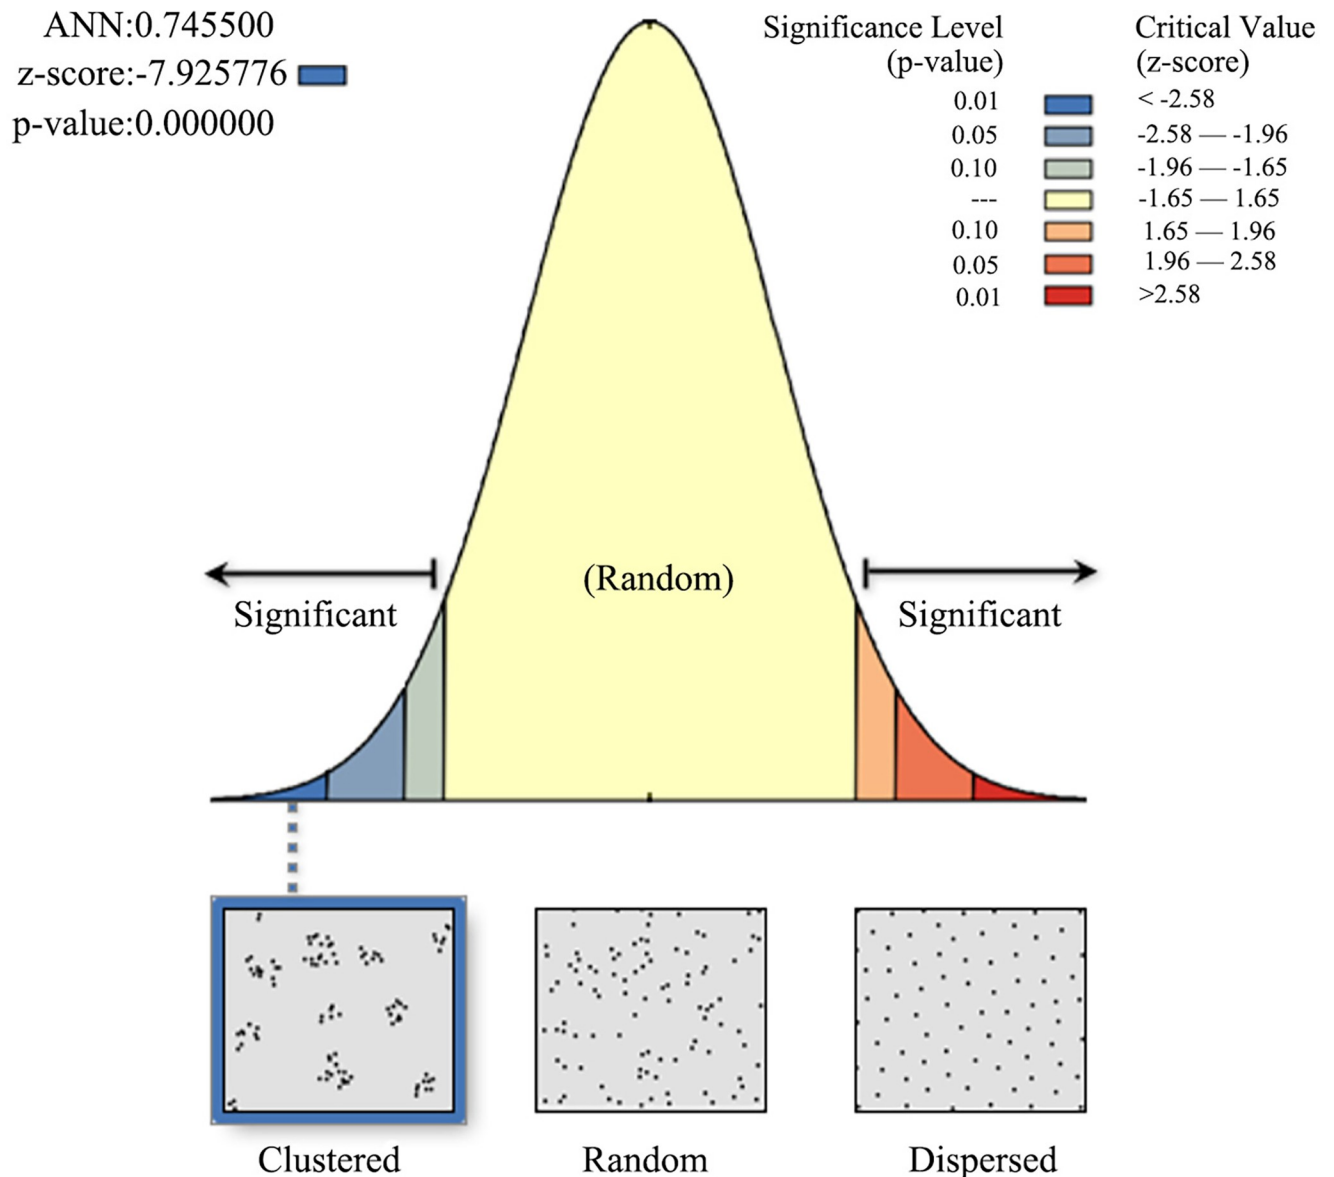 ANN:0.745500
z-score:-7.925776
p-value:0.000000
Significance Level
(p-value)
Critical Value
(z-score)
0.01 < -2.58
0.05 -2.58 — -1.96
0.10 -1.96 — -1.65
--- -1.65 — 1.65
0.10 1.65 — 1.96
0.05 1.96 — 2.58
0.01 >2.58
(Random)
Significant
Significant
Clustered
Random
Dispersed